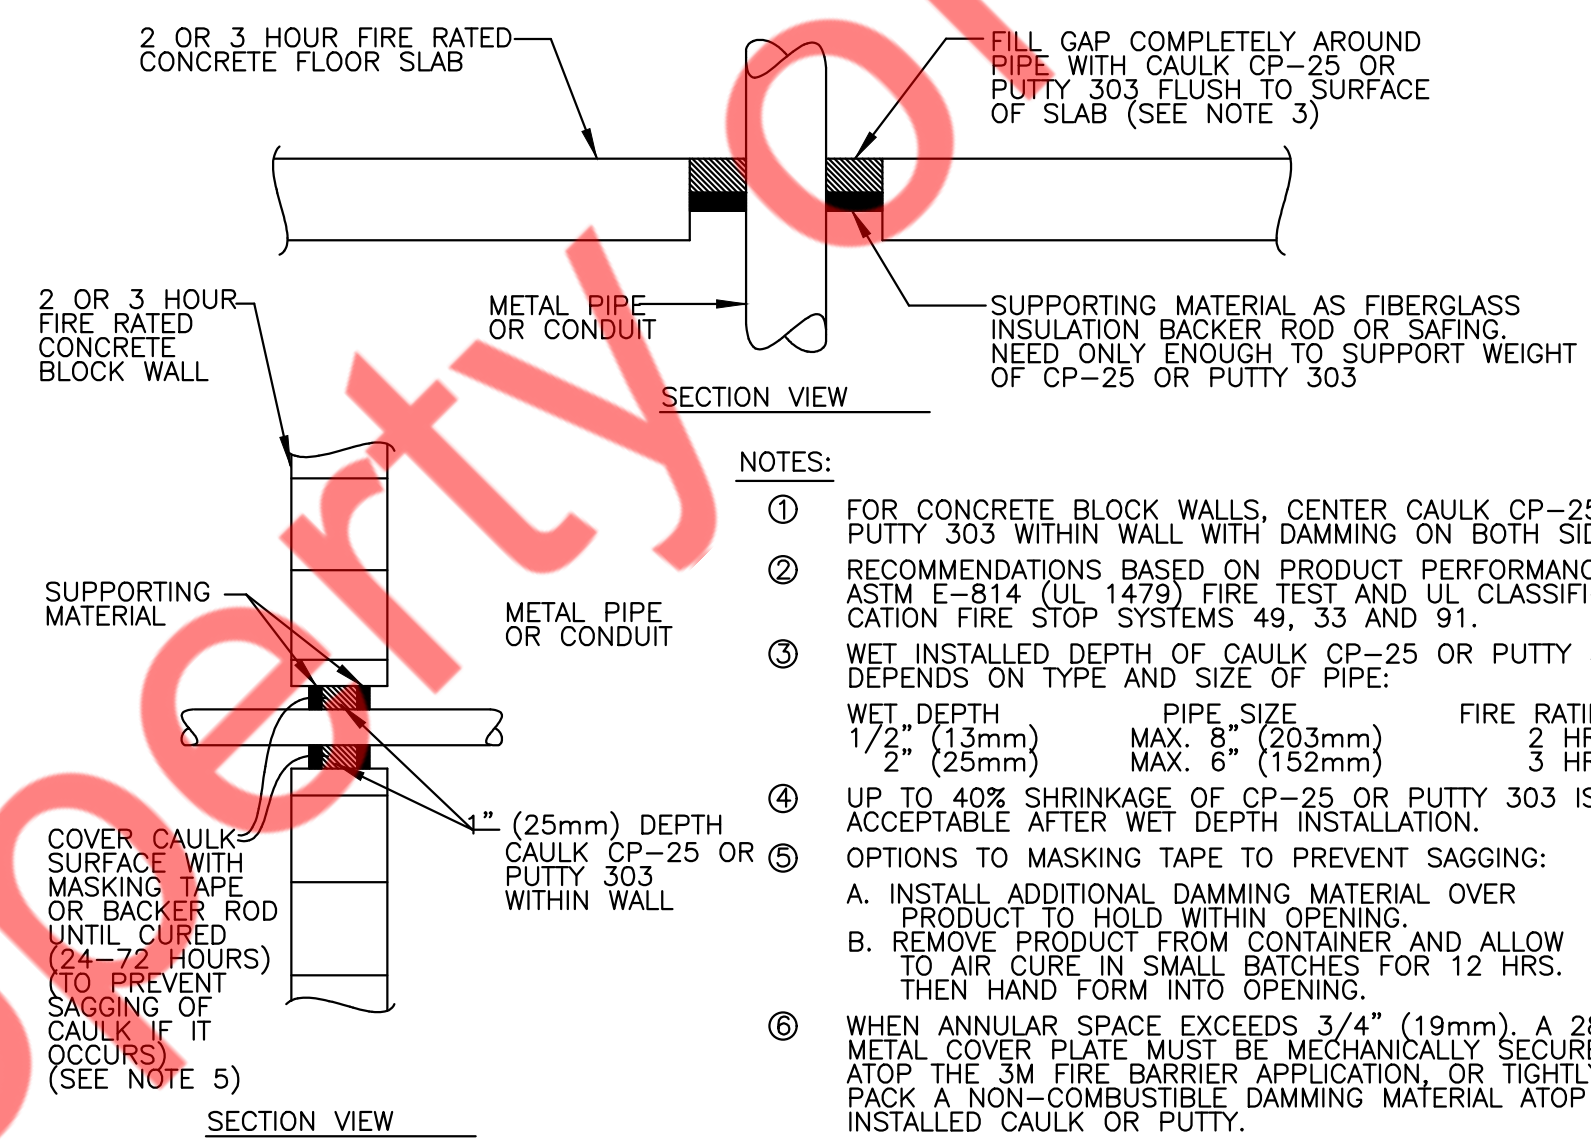 2 OR 3 HOUR FIRE RATED
CONCRETE FLOOR SLAB
FILL GAP COMPLETELY AROUND
PIPE WITH CAULK CP-25 OR
PUTTY 303 FLUSH TO SURFACE
OF SLAB (SEE NOTE 3)
2 OR 3 HOUR
FIRE RATED
CONCRETE
BLOCK WALL
METAL PIPE
OR CONDUIT
SUPPORTING MATERIAL AS FIBERGLASS
INSULATION BACKER ROD OR SAFING.
NEED ONLY ENOUGH TO SUPPORT WEIGHT
OF CP-25 OR PUTTY 303
SECTION VIEW
SUPPORTING
MATERIAL
METAL PIPE
OR CONDUIT
1” (25mm) DEPTH
CAULK CP-25 OR
PUTTY 303
WITHIN WALL
COVER CAULK
SURFACE WITH
MASKING TAPE
OR BACKER ROD
UNTIL CURED
(24-72 HOURS)
(TO PREVENT
SAGGING OF
CAULK IF IT
OCCURS)
(SEE NOTE 5)
SECTION VIEW
NOTES:
1 FOR CONCRETE BLOCK WALLS, CENTER CAULK CP-25
PUTTY 303 WITHIN WALL WITH DAMMING ON BOTH SID
2 RECOMMENDATIONS BASED ON PRODUCT PERFORMANC
ASTM E-814 (UL 1479) FIRE TEST AND UL CLASSIFI
CATION FIRE STOP SYSTEMS 49, 33 AND 91.
3 WET INSTALLED DEPTH OF CAULK CP-25 OR PUTTY
DEPENDS ON TYPE AND SIZE OF PIPE:
WET DEPTH PIPE SIZE FIRE RATI
1/2” (13mm) MAX. 8” (203mm) 2 HR
2” (25mm) MAX. 6” (152mm) 3 HR
4 UP TO 40% SHRINKAGE OF CP-25 OR PUTTY 303 IS
ACCEPTABLE AFTER WET DEPTH INSTALLATION.
5 OPTIONS TO MASKING TAPE TO PREVENT SAGGING:
A. INSTALL ADDITIONAL DAMMING MATERIAL OVER
PRODUCT TO HOLD WITHIN OPENING.
B. REMOVE PRODUCT FROM CONTAINER AND ALLOW
TO AIR CURE IN SMALL BATCHES FOR 12 HRS.
THEN HAND FORM INTO OPENING.
6 WHEN ANNULAR SPACE EXCEEDS 3/4” (19mm). A 28
METAL COVER PLATE MUST BE MECHANICALLY SECURE
ATOP THE 3M FIRE BARRIER APPLICATION, OR TIGHTLY
PACK A NON-COMBUSTIBLE DAMMING MATERIAL ATOP
INSTALLED CAULK OR PUTTY.
perty o